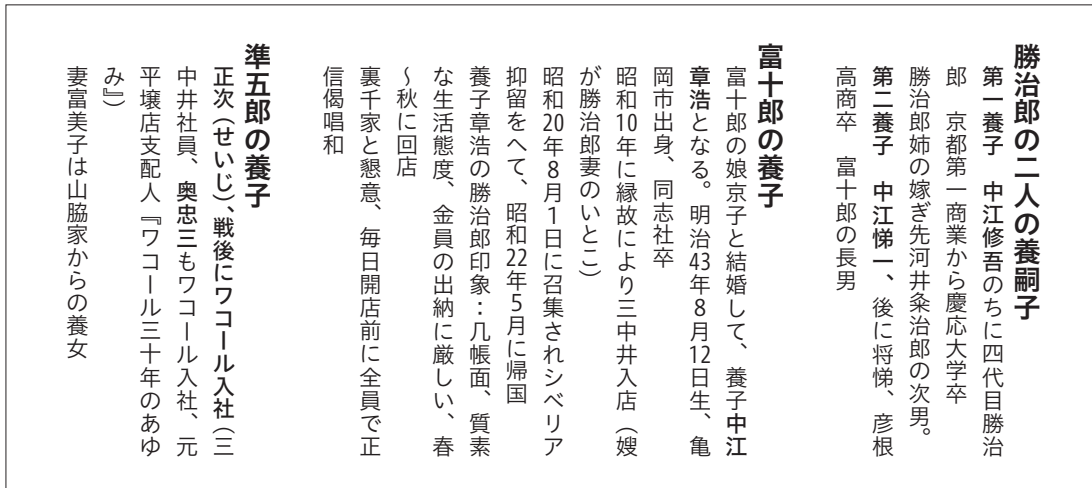 勝治郎の二人の養嗣子
第一養子　中江修吾のちに四代目勝治
郎　京都第一商業から慶応大学卒
勝治郎姉の嫁ぎ先河井粂治郎の次男。
第二養子　中江悌一、後に将悌、彦根
高商卒　富十郎の長男
富十郎の養子
富十郎の娘京子と結婚して、養子中江
章浩となる。明治43年8月12日生、亀
岡市出身、同志社卒
昭和10年に縁故により三中井入店（嫂
が勝治郎妻のいとこ）
昭和20年8月1日に召集されシベリア
抑留をへて、昭和22年5月に帰国
養子章浩の勝治郎印象：几帳面、質素
な生活態度、金員の出納に厳しい、春
〜秋に回店
裏千家と懇意、毎日開店前に全員で正
信偈唱和
準五郎の養子
正次（せいじ）、戦後にワコール入社（三
中井社員、奥忠三もワコール入社、元
平壌店支配人『ワコール三十年のあゆ
み』）
妻富美子は山脇家からの養女